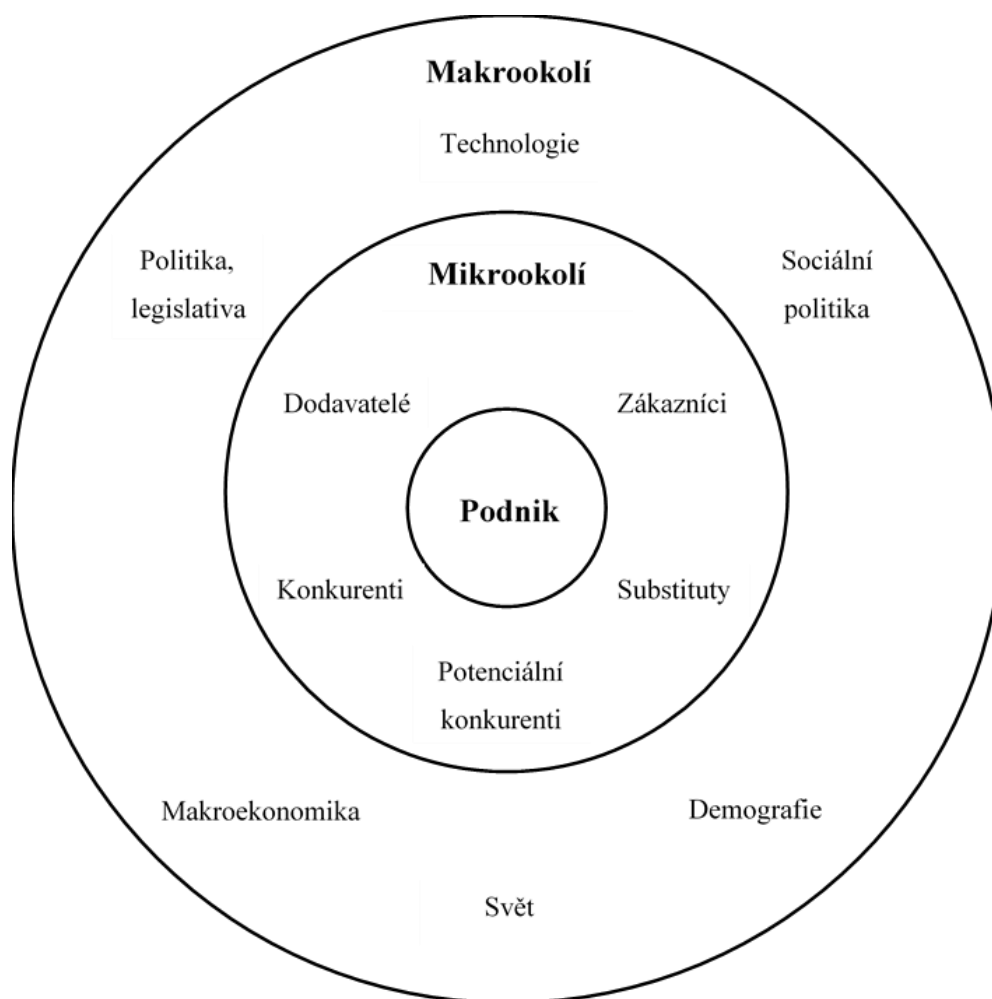 Makrookolí
Technologie
Politika,
legislativa
Sociální
politika
Mikrookolí
Dodavatelé
Zákazníci
Podnik
Konkurenti
Substituty
Potenciální
konkurenti
Makroekonomika
Demografie
Svět